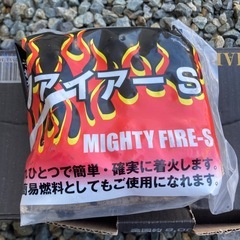 ァイアーS
MIGHTY FIRE-S
ひとつで簡単・確実に着火します。
易燃料としてもご使用になれます。